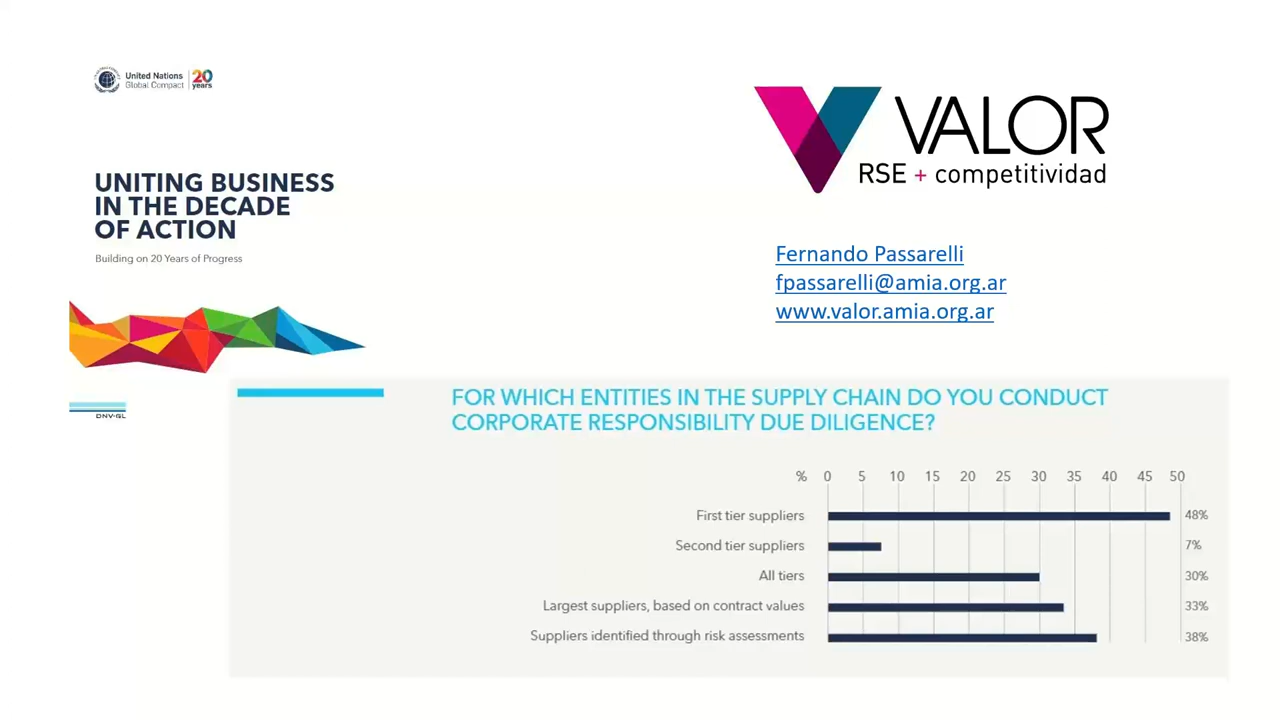 United Nations
Global Compact
20
years
UNITING BUSINESS
IN THE DECADE
OF ACTION
Building on 20 Years of Progress
DNV·GL
VALOR
RSE + competitividad
Fernando Passarelli
fpassarelli@amia.org.ar
www.valor.amia.org.ar
FOR WHICH ENTITIES IN THE SUPPLY CHAIN DO YOU CONDUCT
CORPORATE RESPONSIBILITY DUE DILIGENCE?
% 0 5 10 15 20 25 30 35 40 45 50
First tier suppliers 48%
Second tier suppliers 7%
All tiers 30%
Largest suppliers, based on contract values 33%
Suppliers identified through risk assessments 38%